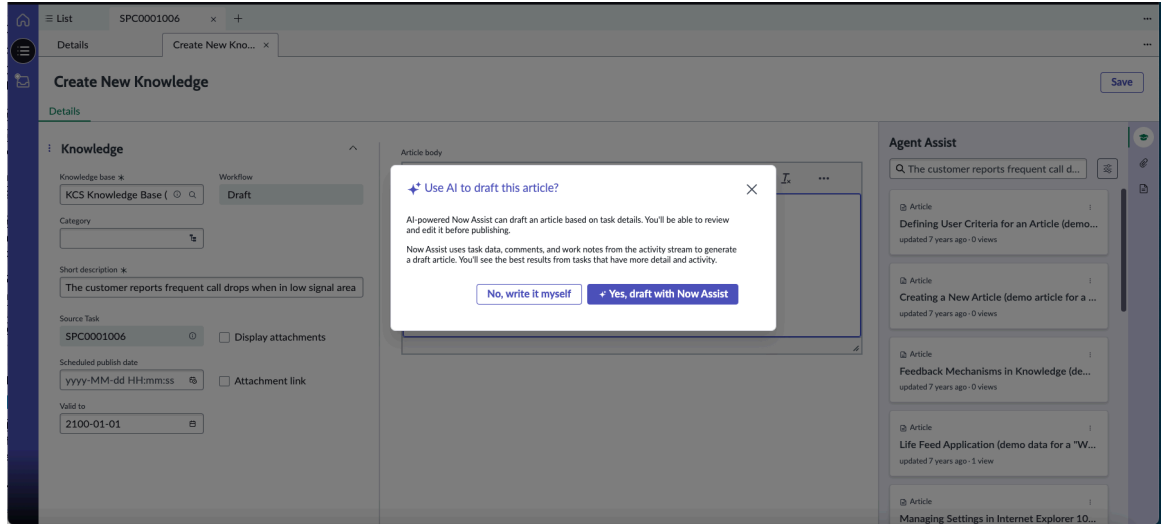 List
SPC0001006
Details
Create New Kno...
Create New Knowledge
Save
Details
Knowledge
Knowledge base
KCS Knowledge Base (
Workflow
Draft
Category
Short description
The customer reports frequent call drops when in low signal area
Source Task
SPC0001006
Display attachments
Scheduled publish date
yyyy-MM-dd HH:mm:ss
Attachment link
Valid to
2100-01-01
Article body
Use AI to draft this article?
AI-powered Now Assist can draft an article based on task details. You'll be able to review
and edit it before publishing.
Now Assist uses task data, comments, and work notes from the activity stream to generate
a draft article. You'll see the best results from tasks that have more detail and activity.
No, write it myself
Yes, draft with Now Assist
Agent Assist
The customer reports frequent call d...
Article
Defining User Criteria for an Article (demo...
updated 7 years ago · 0 views
Article
Creating a New Article (demo article for a ...
updated 7 years ago · 0 views
Article
Feedback Mechanisms in Knowledge (de...
updated 7 years ago · 0 views
Article
Life Feed Application (demo data for a "W...
updated 7 years ago · 1 view
Article
Managing Settings in Internet Explorer 10...